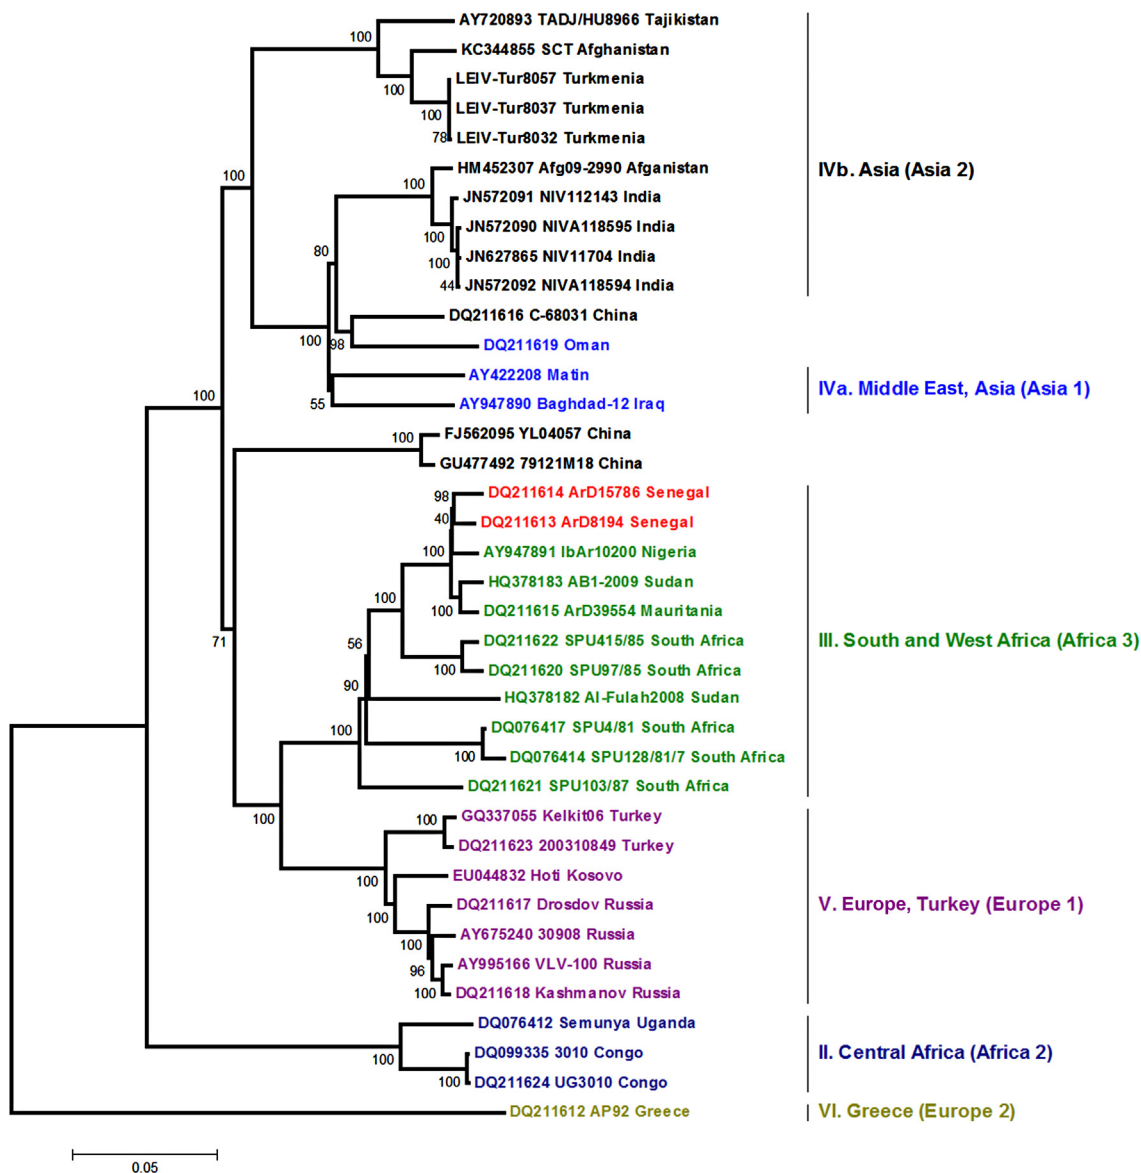 AY720893 TADJ/HU8966 Tajikistan
100
KC344855 SCT Afghanistan
LEIV-Tur8057 Turkmenia
100
LEIV-Tur8037 Turkmenia
100
LEIV-Tur8032 Turkmenia
78
HM452307 Afg09-2990 Afganistan
IVb. Asia (Asia 2)
100
100
JN572091 NIV112143 India
JN572090 NIVA118595 India
100
80
JN627865 NIV11704 India
100
JN572092 NIVA118594 India
44
DQ211616 C-68031 China
100
98
DQ211619 Oman
AY422208 Matin
IVa. Middle East, Asia (Asia 1)
100
55
AY947890 Baghdad-12 Iraq
FJ562095 YL04057 China
100
GU477492 79121M18 China
DQ211614 ArD15786 Senegal
98
40
DQ211613 ArD8194 Senegal
100
AY947891 IbAr10200 Nigeria
HQ378183 AB1-2009 Sudan
100
100
DQ211615 ArD39554 Mauritania
71
56
DQ211622 SPU415/85 South Africa
III. South and West Africa (Africa 3)
100
DQ211620 SPU97/85 South Africa
90
HQ378182 Al-Fulah2008 Sudan
100
DQ076417 SPU4/81 South Africa
100
DQ076414 SPU128/81/7 South Africa
DQ211621 SPU103/87 South Africa
100
100
GQ337055 Kelkit06 Turkey
DQ211623 200310849 Turkey
100
EU044832 Hoti Kosovo
100
DQ211617 Drosdov Russia
V. Europe, Turkey (Europe 1)
100
AY675240 30908 Russia
96
AY995166 VLV-100 Russia
100
DQ211618 Kashmanov Russia
DQ076412 Semunya Uganda
100
DQ099335 3010 Congo
II. Central Africa (Africa 2)
100
DQ211624 UG3010 Congo
DQ211612 AP92 Greece
VI. Greece (Europe 2)
0.05